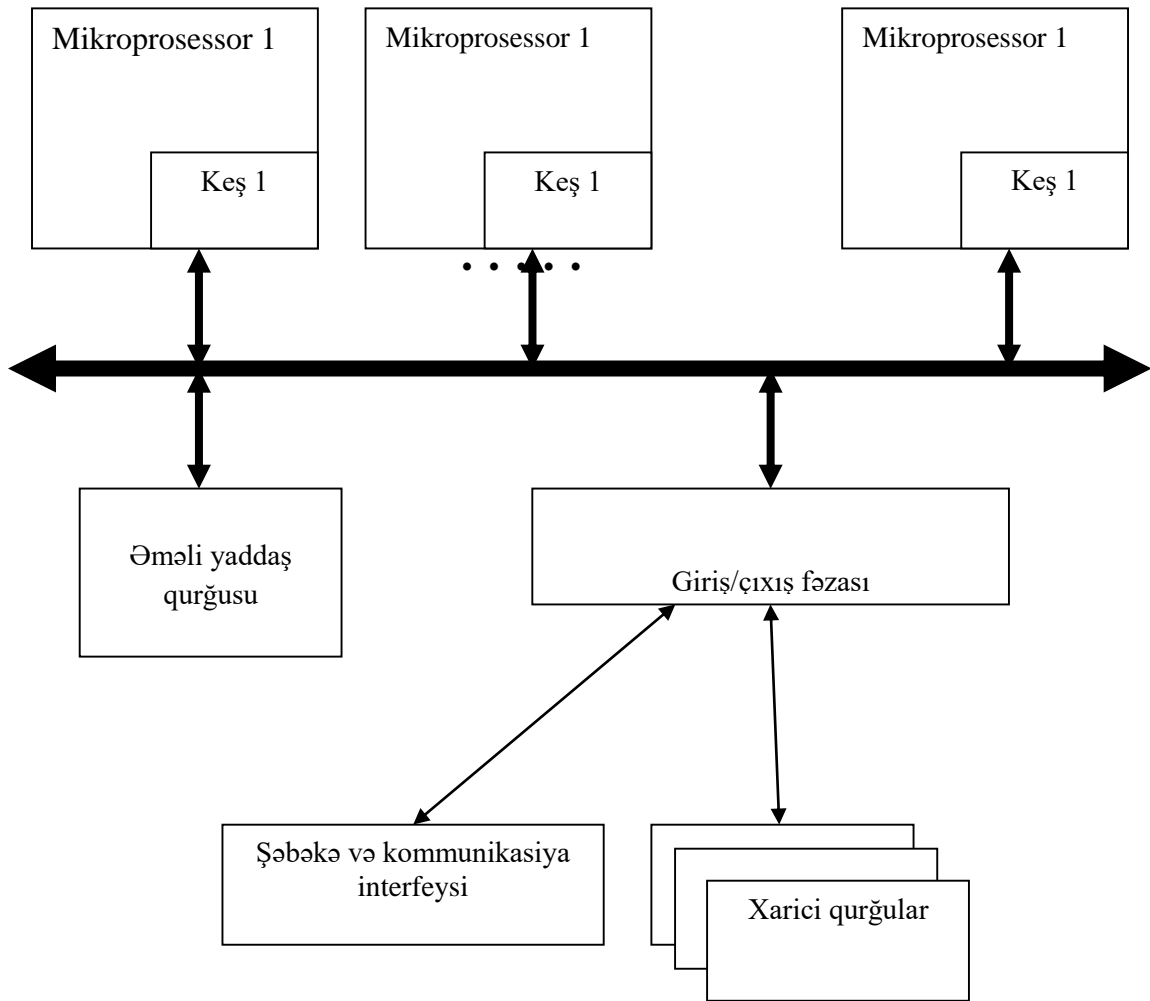 Mikroprosessor 1
Mikroprosessor 1
Mikroprosessor 1
Keş 1
Keş 1
Keş 1
. . . . .
Əməli yaddaş
qurğusu
Giriş/çıxış fəzası
Şəbəkə və kommunikasiya
interfeysi
Xarici qurğular